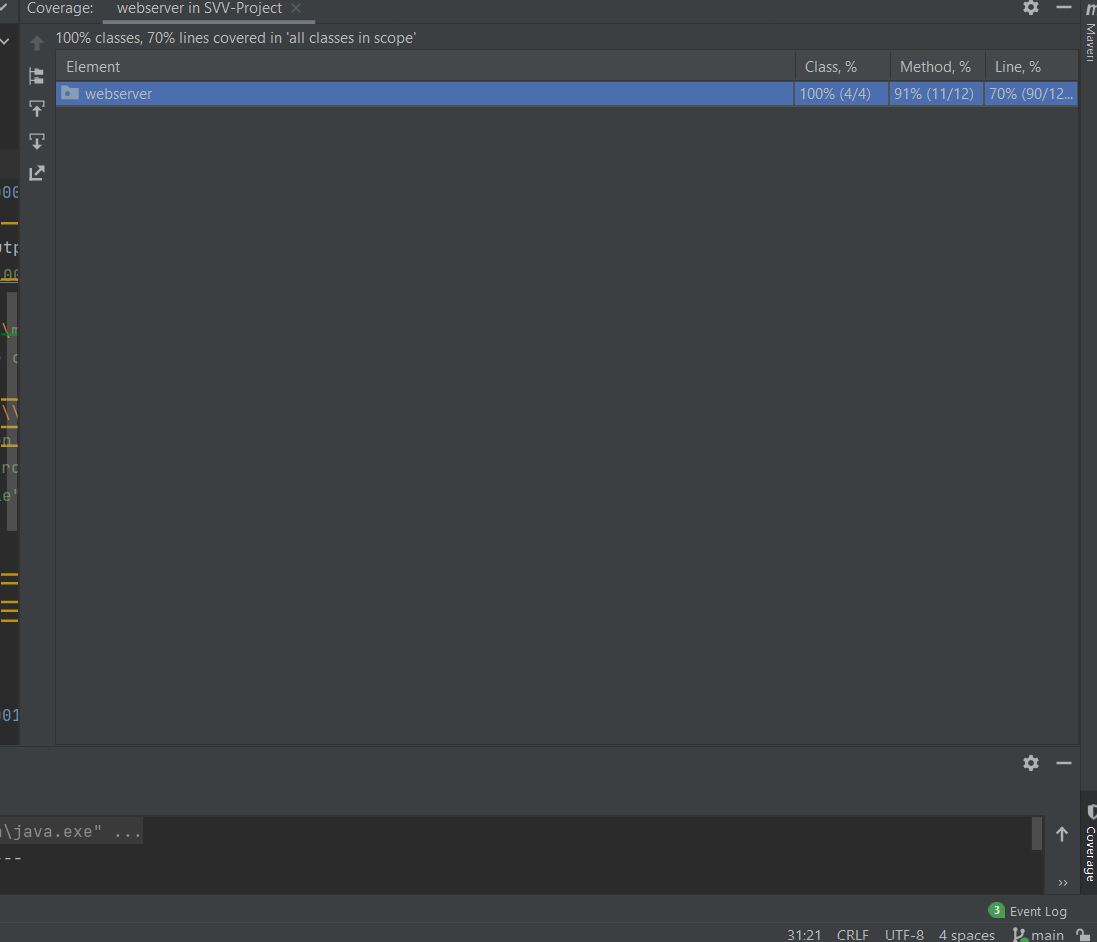 Coverage: webserver in SVV-Project
100% classes, 70% lines covered in 'all classes in scope'
Element Class, % Method, % Line, %
webserver 100% (4/4) 91% (11/12) 70% (90/12...
Maven
\java.exe" ...
---
Coverage
3 Event Log
31:21 CRLF UTF-8 4 spaces main